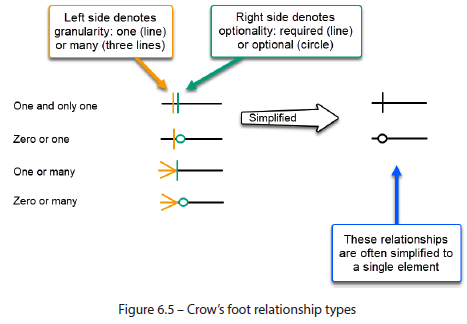 Left side denotes
granularity: one (line)
or many (three lines)
Right side denotes
optionality: required (line)
or optional (circle)
One and only one
Simplified
Zero or one
One or many
Zero or many
These relationships
are often simplified to
a single element
Figure 6.5 – Crow's foot relationship types